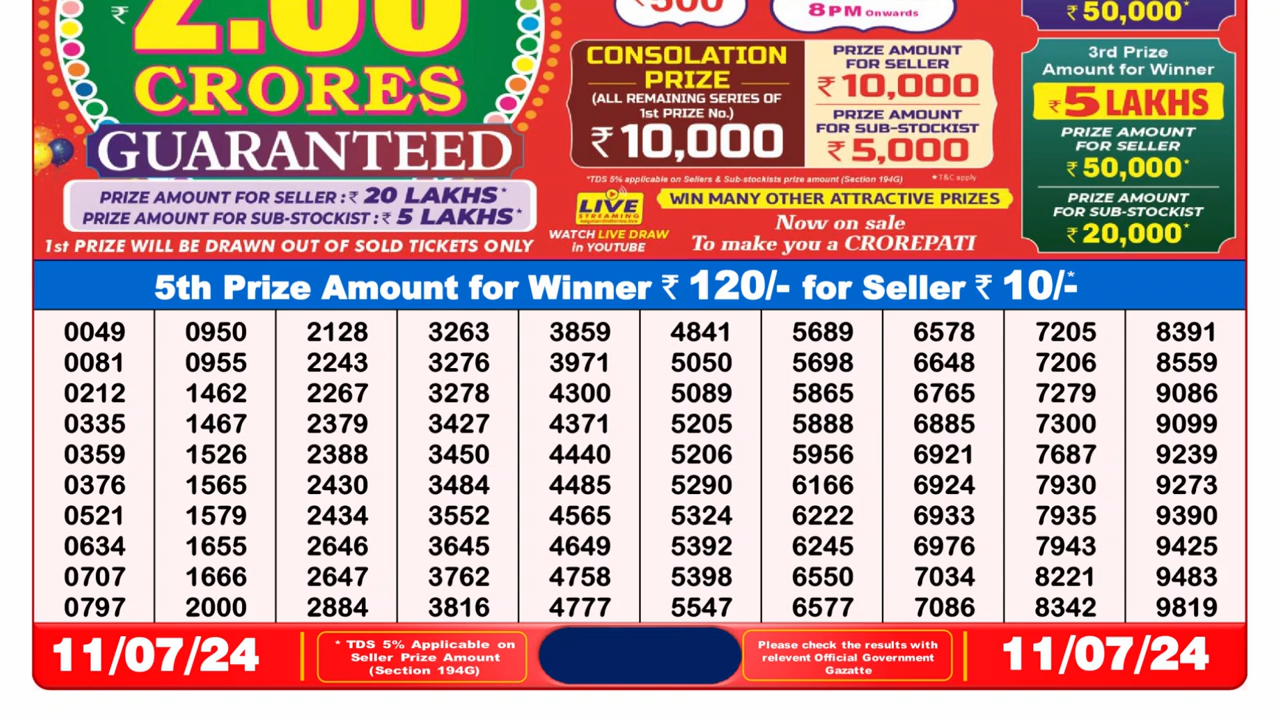 ₹ 2.00
CRORES
GUARANTEED
PRIZE AMOUNT FOR SELLER : ₹ 20 LAKHS*
PRIZE AMOUNT FOR SUB-STOCKIST : ₹ 5 LAKHS*
1st PRIZE WILL BE DRAWN OUT OF SOLD TICKETS ONLY
₹500
8PM Onwards
CONSOLATION
PRIZE
(ALL REMAINING SERIES OF
1st PRIZE No.)
₹ 10,000
PRIZE AMOUNT
FOR SELLER
₹ 10,000
PRIZE AMOUNT
FOR SUB-STOCKIST
₹ 5,000
*TDS 5% applicable on Sellers & Sub-stockists prize amount (Section 194G)
*T&C apply
LIVE
STREAMING
WATCH LIVE DRAW
in YOUTUBE
WIN MANY OTHER ATTRACTIVE PRIZES
Now on sale
To make you a CROREPATI
₹ 50,000*
3rd Prize
Amount for Winner
₹ 5 LAKHS
PRIZE AMOUNT
FOR SELLER
₹ 50,000*
PRIZE AMOUNT
FOR SUB-STOCKIST
₹ 20,000*
5th Prize Amount for Winner ₹ 120/- for Seller ₹ 10/-*
0049 0950 2128 3263 3859 4841 5689 6578 7205 8391
0081 0955 2243 3276 3971 5050 5698 6648 7206 8559
0212 1462 2267 3278 4300 5089 5865 6765 7279 9086
0335 1467 2379 3427 4371 5205 5888 6885 7300 9099
0359 1526 2388 3450 4440 5206 5956 6921 7687 9239
0376 1565 2430 3484 4485 5290 6166 6924 7930 9273
0521 1579 2434 3552 4565 5324 6222 6933 7935 9390
0634 1655 2646 3645 4649 5392 6245 6976 7943 9425
0707 1666 2647 3762 4758 5398 6550 7034 8221 9483
0797 2000 2884 3816 4777 5547 6577 7086 8342 9819
11/07/24
* TDS 5% Applicable on
Seller Prize Amount
(Section 194G)
Please check the results with
relevent Official Government
Gazatte
11/07/24